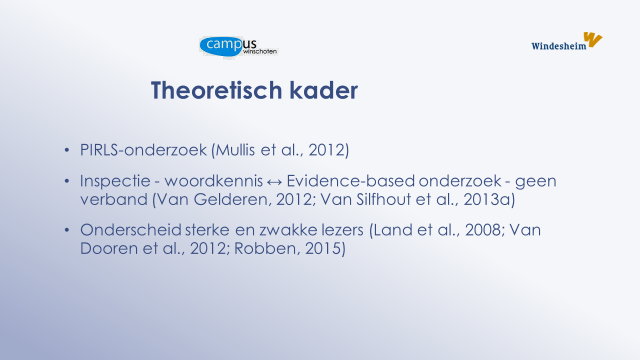 campus
winschoten
Windesheim
Theoretisch kader
• PIRLS-onderzoek (Mullis et al., 2012)
• Inspectie - woordkennis ↔ Evidence-based onderzoek - geen
verband (Van Gelderen, 2012; Van Silfhout et al., 2013a)
• Onderscheid sterke en zwakke lezers (Land et al., 2008; Van
Dooren et al., 2012; Robben, 2015)